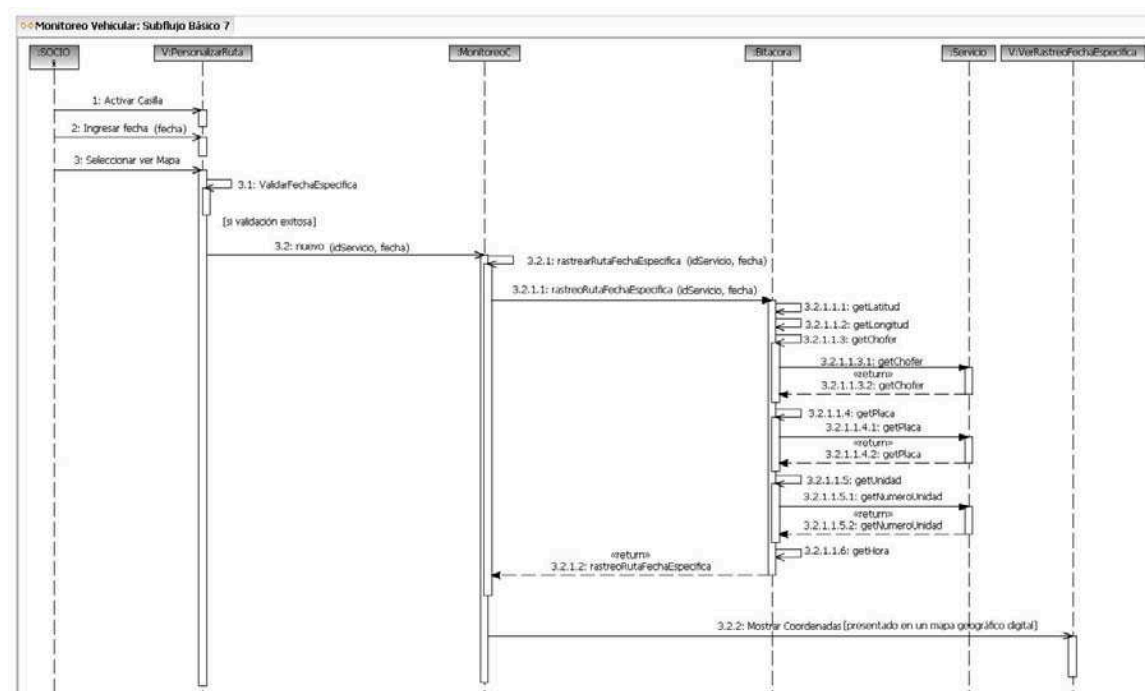 Monitoreo Vehicular: Subflujo Básico 7
:SOCIO
V:PersonalizarRuta
:MonitoreoC
:Bitacora
:Servicio
V:VerRastreoFechaEspecifica
1: Activar Casilla
2: Ingresar fecha (fecha)
3: Seleccionar ver Mapa
3.1: ValidarFechaEspecifica
[si validación exitosa]
3.2: nuevo (idServicio, fecha)
3.2.1: rastrearRutaFechaEspecifica (idServicio, fecha)
3.2.1.1: rastreoRutaFechaEspecifica (idServicio, fecha)
3.2.1.1.1: getLatitud
3.2.1.1.2: getLongitud
3.2.1.1.3: getChofer
3.2.1.1.3.1: getChofer
«return»
3.2.1.1.3.2: getChofer
3.2.1.1.4: getPlaca
3.2.1.1.4.1: getPlaca
«return»
3.2.1.1.4.2: getPlaca
3.2.1.1.5: getUnidad
3.2.1.1.5.1: getNumeroUnidad
«return»
3.2.1.1.5.2: getNumeroUnidad
3.2.1.1.6: getHora
«return»
3.2.1.2: rastreoRutaFechaEspecifica
3.2.2: Mostrar Coordenadas [presentado en un mapa geográfico digital]